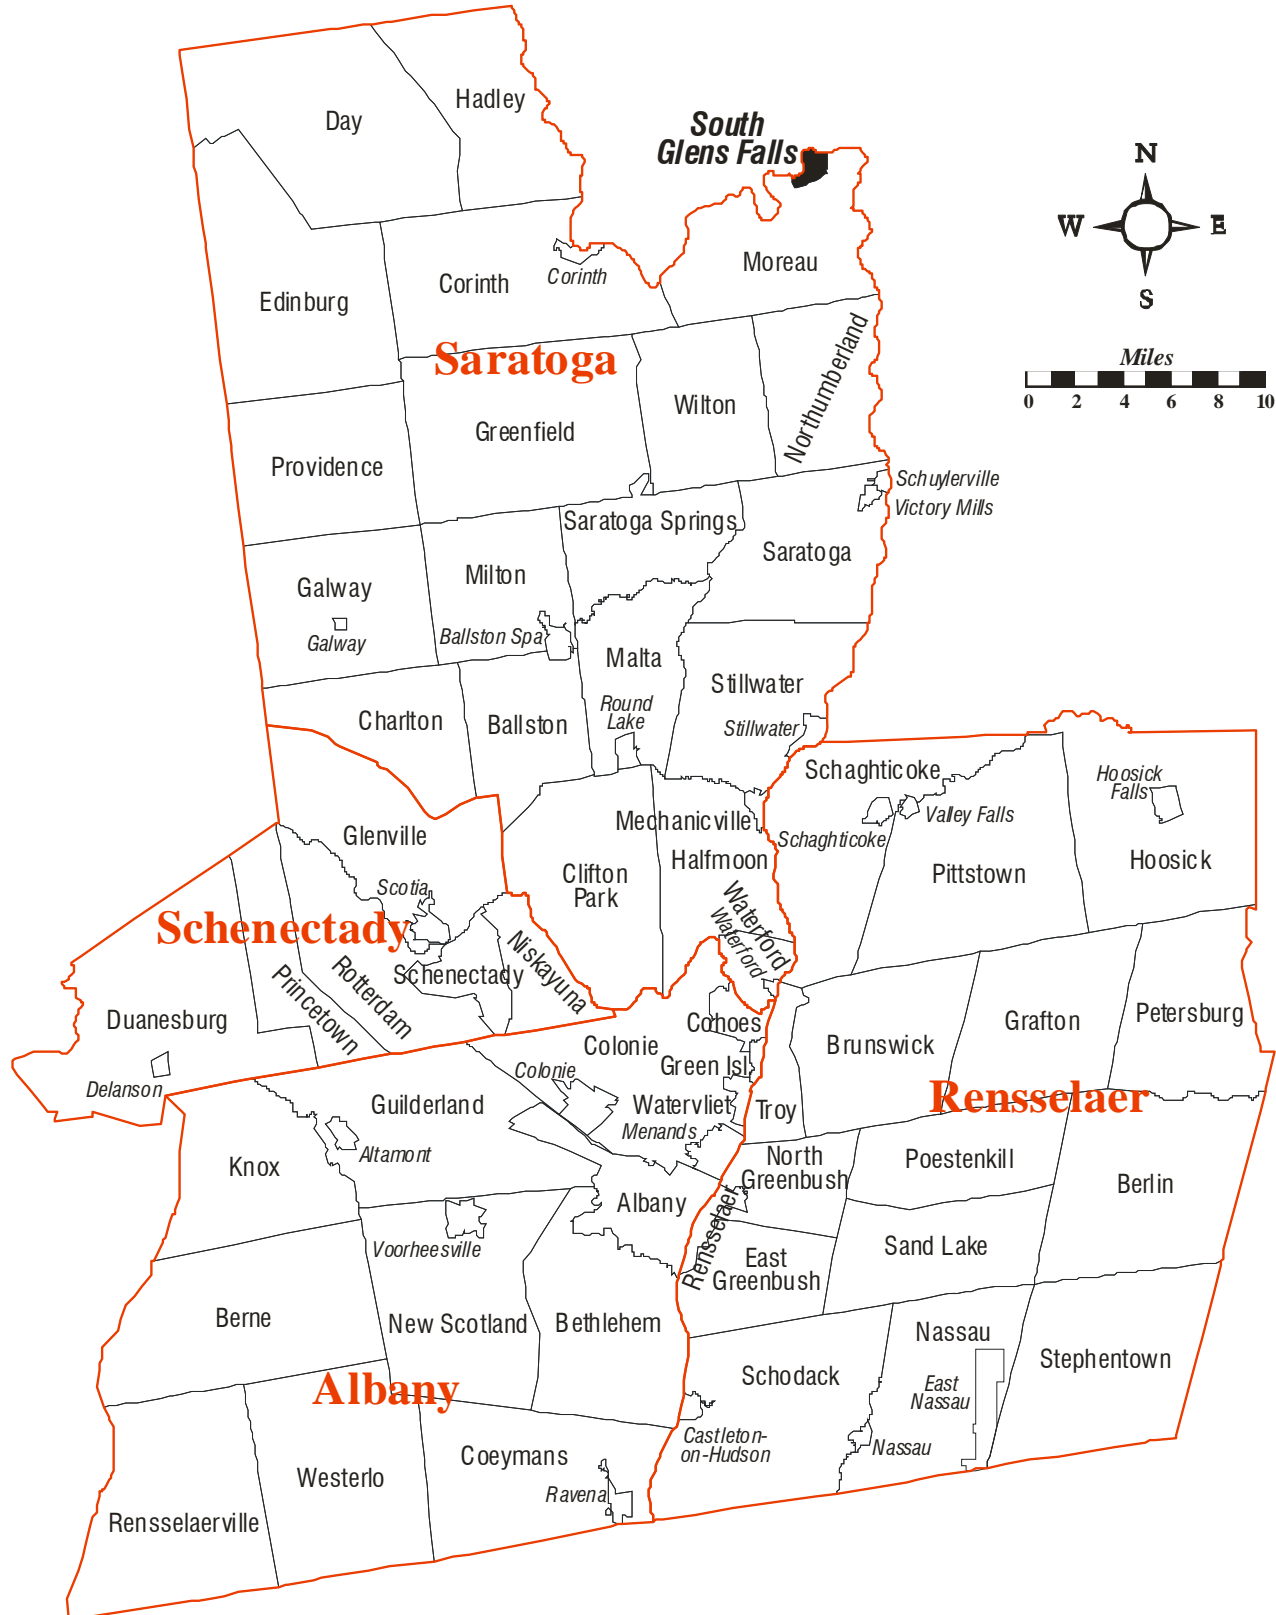 Hadley
Day
South
Glens Falls
N
W
E
S
Moreau
Corinth
Corinth
Edinburg
Northumberland
Saratoga
Miles
0 2 4 6 8 10
Wilton
Greenfield
Providence
Schuylerville
Victory Mills
Saratoga Springs
Saratoga
Milton
Galway
Galway
Ballston Spa
Malta
Stillwater
Round
Lake
Stillwater
Charlton
Ballston
Schaghticoke
Hoosick
Falls
Valley Falls
Mechanicville
Schaghticoke
Glenville
Halfmoon
Hoosick
Clifton
Park
Pittstown
Scotia
Waterford
Waterford
Schenectady
Niskayuna
Schenectady
Rotterdam
Princetown
Duanesburg
Cohoes
Grafton
Petersburg
Colonie
Brunswick
Green Isl.
Colonie
Delanson
Rensselaer
Guilderland
Watervliet
Troy
Menands
Altamont
Knox
North
Greenbush
Poestenkill
Berlin
Albany
Rensselaer
Voorheesville
Sand Lake
East
Greenbush
Berne
New Scotland
Bethlehem
Nassau
Stephentown
Schodack
Albany
East
Nassau
Castleton-
on-Hudson
Nassau
Coeymans
Westerlo
Ravena
Rensselaerville